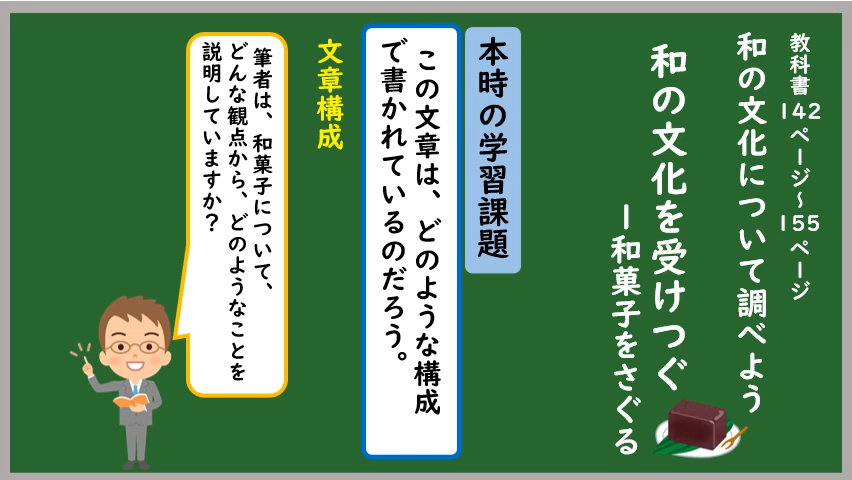 教科書142ページ～155ページ
和の文化について調べよう
和の文化を受けつぐ
ー和菓子をさぐる
本時の学習課題
この文章は、どのような構成
で書かれているのだろう。
文章構成
筆者は、和菓子について、
どんな観点から、どのようなことを
説明していますか？